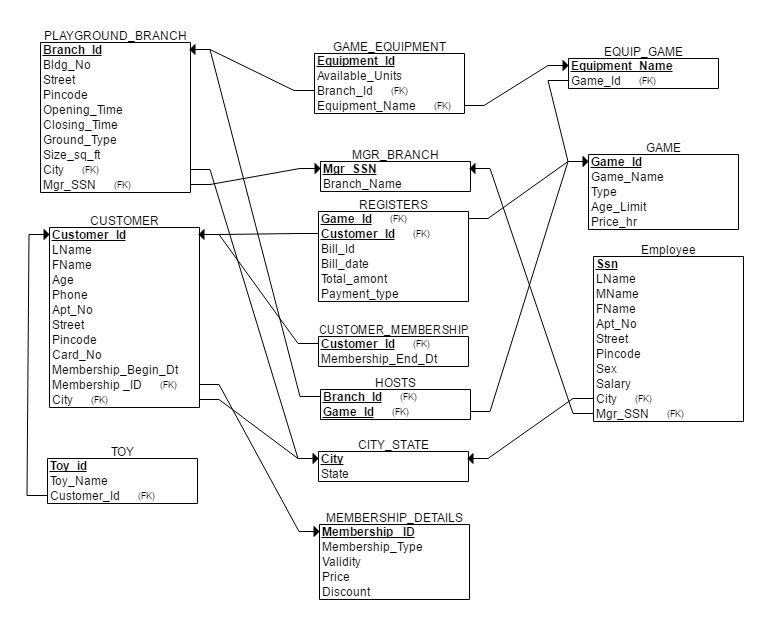 PLAYGROUND_BRANCH
Branch_Id
Bldg_No
Street
Pincode
Opening_Time
Closing_Time
Ground_Type
Size_sq_ft
City (FK)
Mgr_SSN (FK)
GAME_EQUIPMENT
Equipment_Id
Available_Units
Branch_Id (FK)
Equipment_Name (FK)
EQUIP_GAME
Equipment_Name
Game_Id (FK)
MGR_BRANCH
Mgr_SSN
Branch_Name
GAME
Game_Id
Game_Name
Type
Age_Limit
Price_hr
CUSTOMER
Customer_Id
LName
FName
Age
Phone
Apt_No
Street
Pincode
Card_No
Membership_Begin_Dt
Membership _ID (FK)
City (FK)
REGISTERS
Game_Id (FK)
Customer_Id (FK)
Bill_Id
Bill_date
Total_amont
Payment_type
Employee
Ssn
LName
MName
FName
Apt_No
Street
Pincode
Sex
Salary
City (FK)
Mgr_SSN (FK)
CUSTOMER_MEMBERSHIP
Customer_Id (FK)
Membership_End_Dt
HOSTS
Branch_Id (FK)
Game_Id (FK)
TOY
Toy_id
Toy_Name
Customer_Id (FK)
CITY_STATE
City
State
MEMBERSHIP_DETAILS
Membership _ID
Membership_Type
Validity
Price
Discount